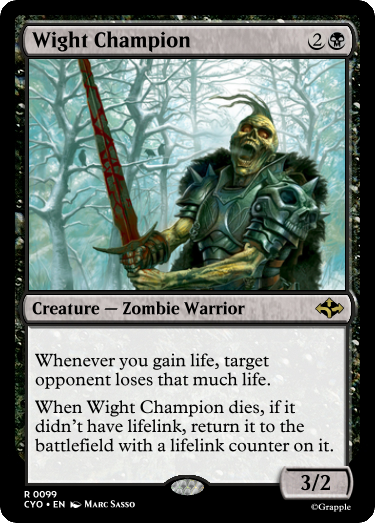 Wight Champion 2
Creature — Zombie Warrior
Whenever you gain life, target
opponent loses that much life.
When Wight Champion dies, if it
didn't have lifelink, return it to the
battlefield with a lifelink counter on it.
3/2
R 0099
CYO • EN Marc Sasso
©Grapple